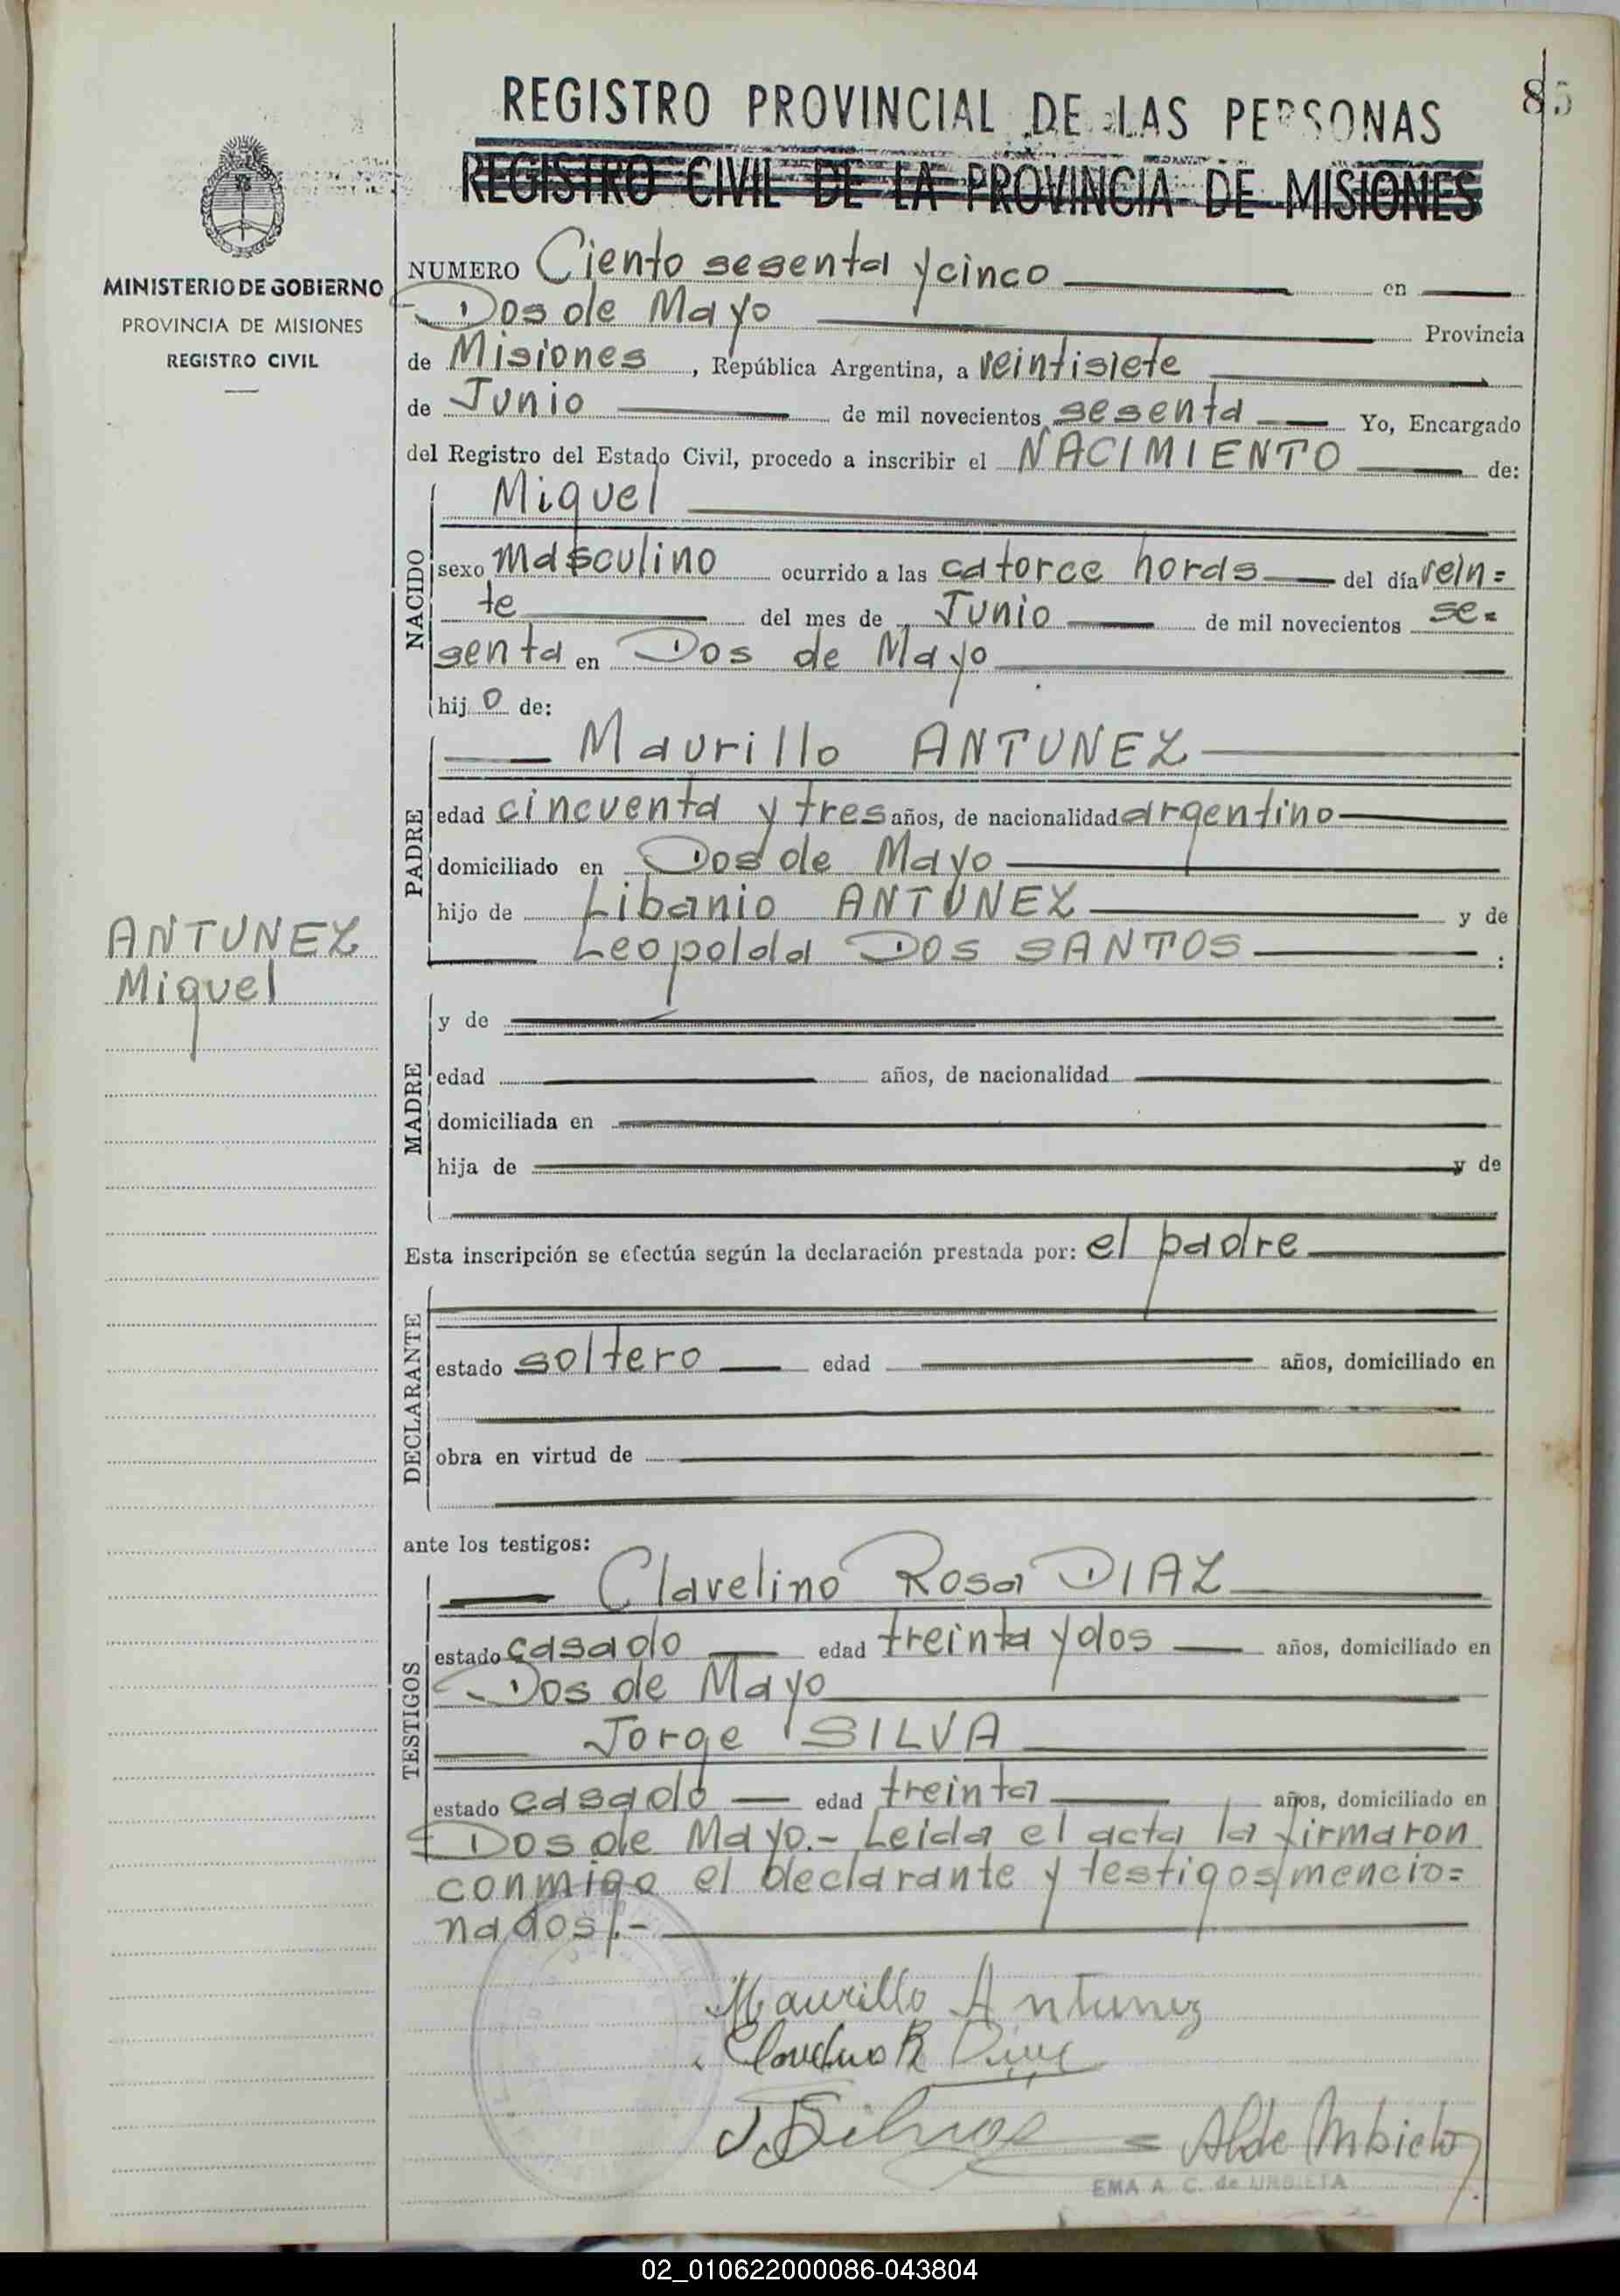 REGISTRO PROVINCIAL DE LAS PERSONAS
85
REGISTRO CIVIL DE LA PROVINCIA DE MISIONES
MINISTERIO DE GOBIERNO
PROVINCIA DE MISIONES
REGISTRO CIVIL
ANTUNEZ
Miguel
NUMERO Ciento sesenta y cinco en
Dos de Mayo Provincia
de Misiones, República Argentina, a veintisiete
de Junio de mil novecientos sesenta Yo, Encargado
del Registro del Estado Civil, procedo a inscribir el NACIMIENTO de:
NACIDO
Miguel
sexo masculino ocurrido a las catorce horas del día vein=
te del mes de Junio de mil novecientos se=
senta en Dos de Mayo
hijo de:
PADRE
Maurillo ANTUNEZ
edad cincuenta y tres años, de nacionalidad argentino
domiciliado en Dos de Mayo
hijo de Libanio ANTUNEZ y de
Leopolda DOS SANTOS :
MADRE
y de
edad años, de nacionalidad
domiciliada en
hija de y de
Esta inscripción se efectúa según la declaración prestada por: el padre
DECLARANTE
estado soltero edad años, domiciliado en
obra en virtud de
ante los testigos:
TESTIGOS
Clavelino Rosa DIAZ
estado casado edad treinta y dos años, domiciliado en
Dos de Mayo
Jorge SILVA
estado casado edad treinta años, domiciliado en
Dos de Mayo.- Leida el acta la firmaron
conmigo el declarante y testigos mencio=
nados.-
Maurillo Antunez
R
J. Silva
EMA A. C. de URBIETA
02_010622000086-043804